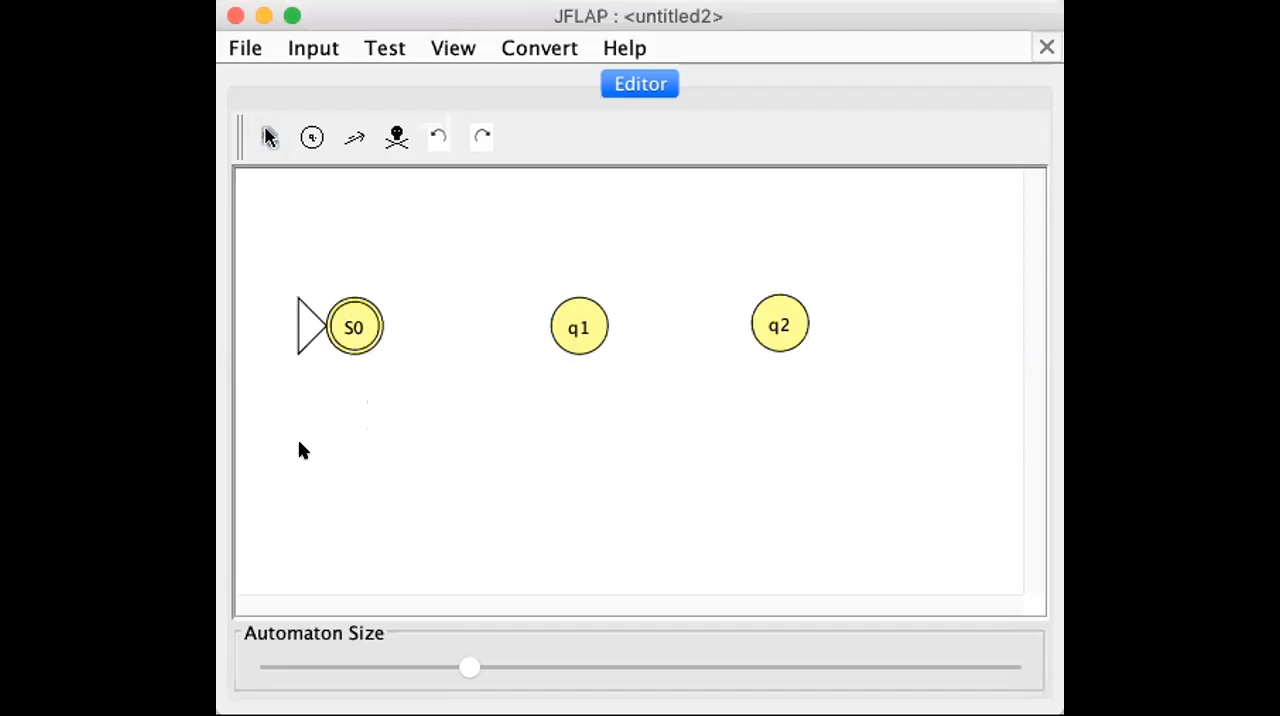 JFLAP : <untitled2>
File Input Test View Convert Help
Editor
S0 q1 q2
Automaton Size